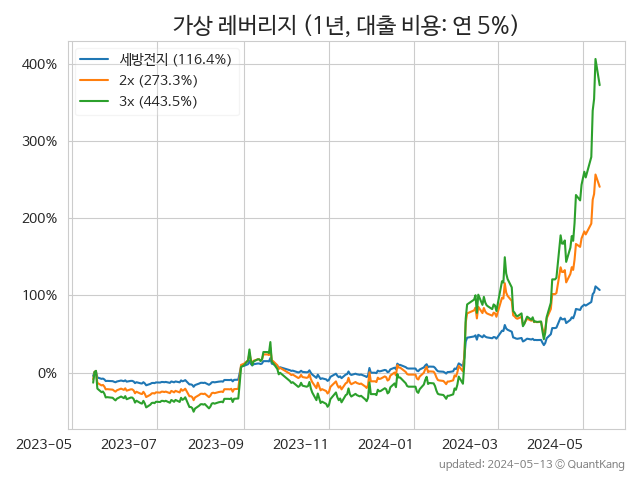 가상 레버리지 (1년, 대출 비용: 연 5%)
세방전지 (116.4%)
2x (273.3%)
3x (443.5%)
400%
300%
200%
100%
0%
2023-05 2023-07 2023-09 2023-11 2024-01 2024-03 2024-05
updated: 2024-05-13 © QuantKang